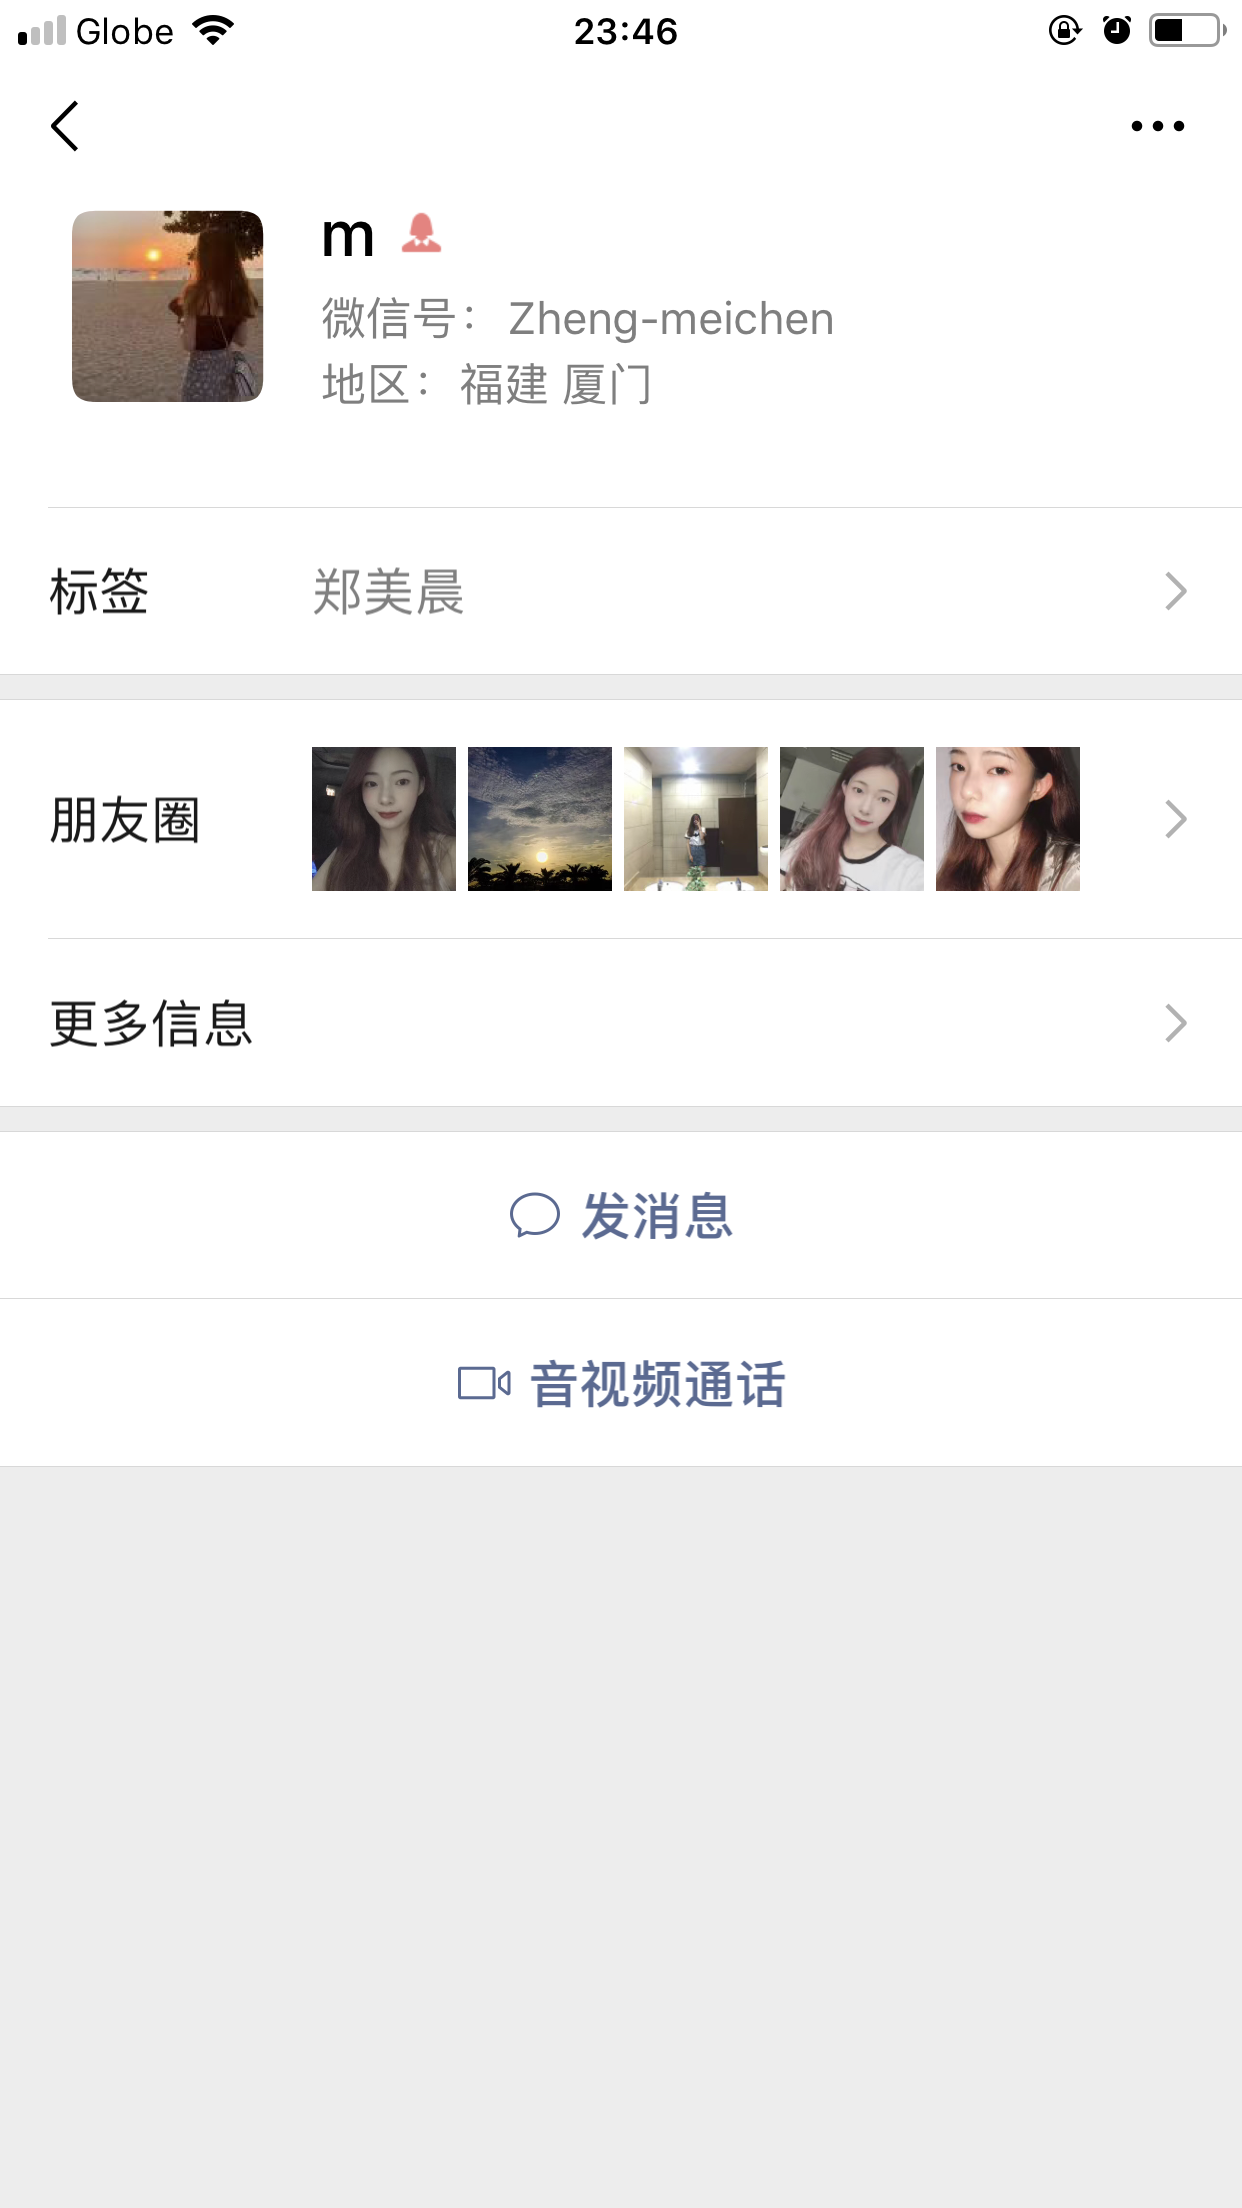 Globe 23:46
m
微信号： Zheng-meichen
地区： 福建 厦门
标签 郑美晨
朋友圈
更多信息
发消息
音视频通话